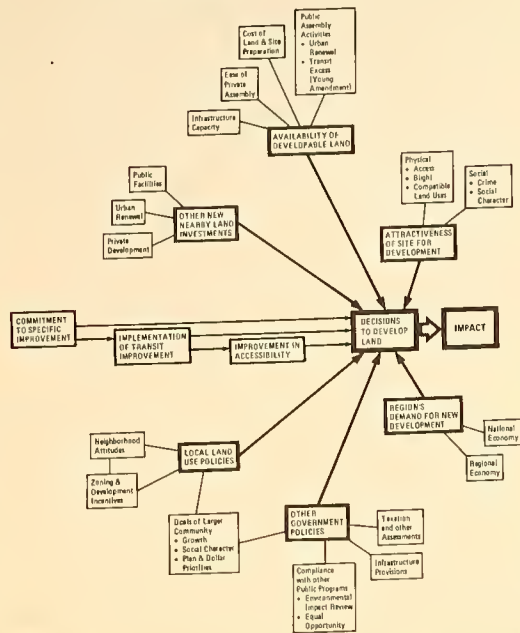 Cost of
Land & Site
Preparation
Public
Assembly
Activities
• Urban
Renewal
• Transit
Excess
(Young
Amendment)
Ease of
Private
Assembly
Infrastructure
Capacity
AVAILABILITY OF
DEVELOPABLE LAND
Physical
• Access
• Blight
• Compatible
Land Uses
Social
• Crime
• Social
Character
ATTRACTIVENESS
OF SITE FOR
DEVELOPMENT
Public
Facilities
Urban
Renewal
Private
Development
OTHER NEW
NEARBY LAND
INVESTMENTS
COMMITMENT
TO SPECIFIC
IMPROVEMENT
IMPLEMENTATION
OF TRANSIT
IMPROVEMENT
IMPROVEMENT IN
ACCESSIBILITY
DECISIONS
TO DEVELOP
LAND
IMPACT
REGION'S
DEMAND FOR NEW
DEVELOPMENT
National
Economy
Regional
Economy
Neighborhood
Attitudes
Zoning &
Development
Incentives
LOCAL LAND
USE POLICIES
Goals of Larger
Community
• Growth
• Social Character
• Plan & Dollar
Priorities
OTHER
GOVERNMENT
POLICIES
Taxation
and other
Assessments
Infrastructure
Provisions
Compliance
with other
Public Programs
• Environmental
Impact Review
• Equal
Opportunity